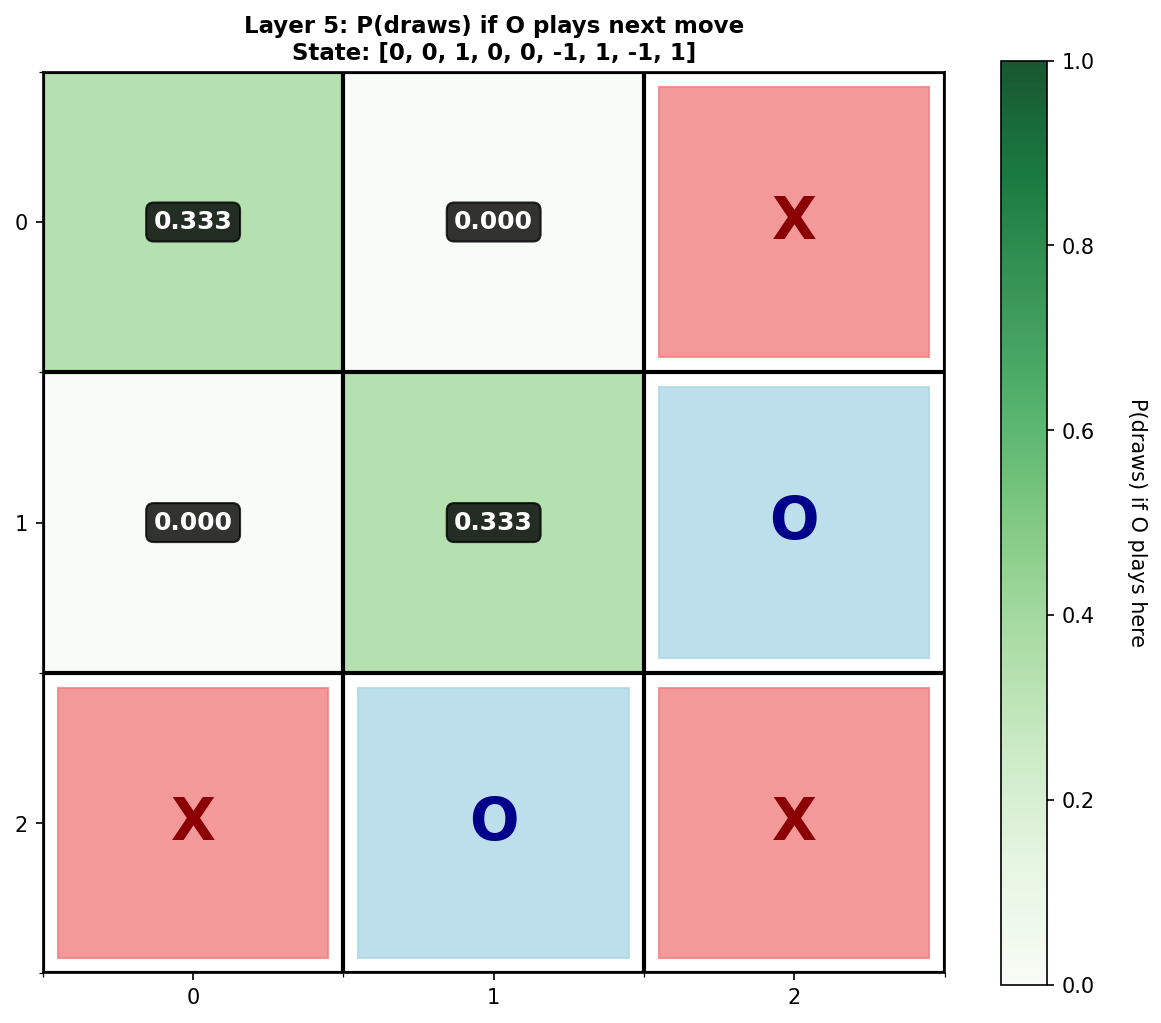 Layer 5: P(draws) if O plays next move
State: [0, 0, 1, 0, 0, -1, 1, -1, 1]
0
0.333
0.000
X
1
0.000
0.333
O
2
X
O
X
0
1
2
1.0
0.8
0.6
0.4
0.2
0.0
P(draws) if O plays here